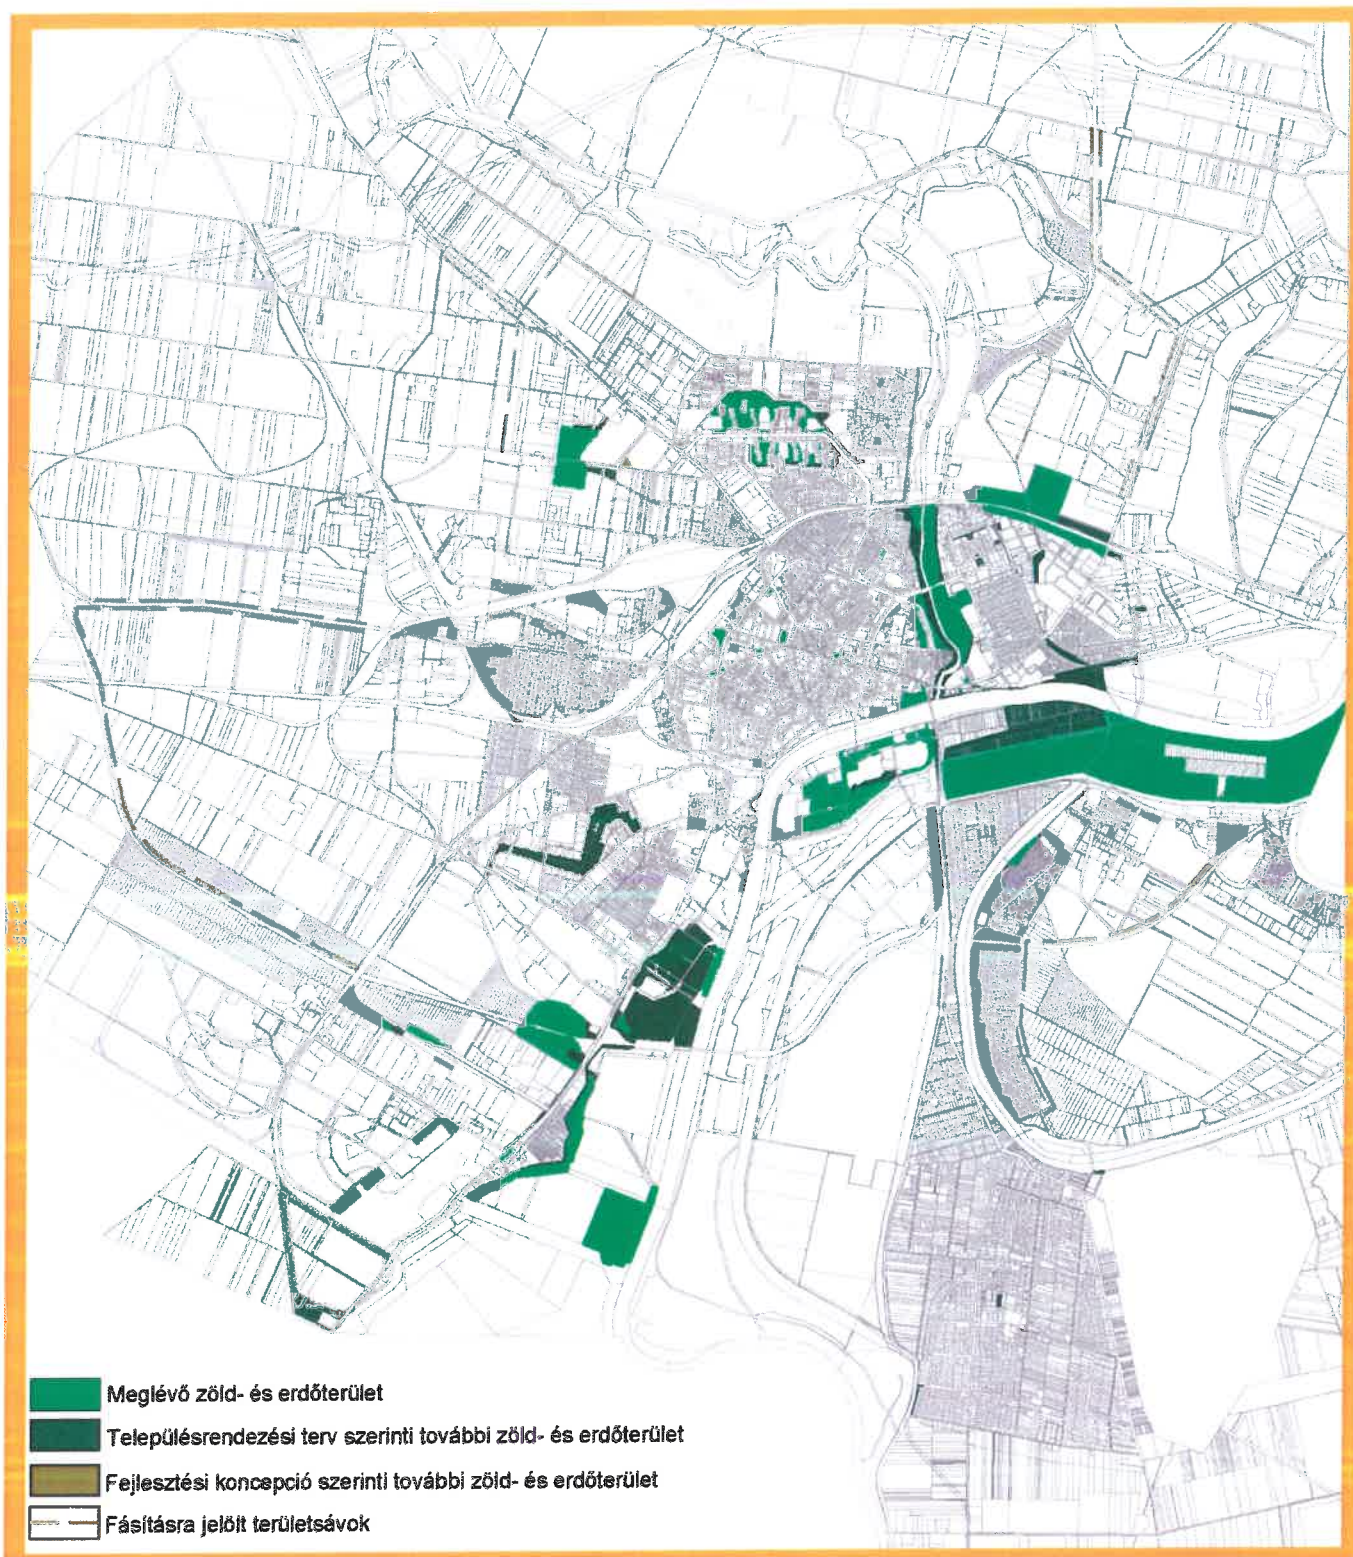 Meglévő zöld- és erdőterület
Településrendezési terv szerinti további zöld- és erdőterület
Fejlesztési koncepció szerinti további zöld- és erdőterület
Fásításra jelölt területsávok